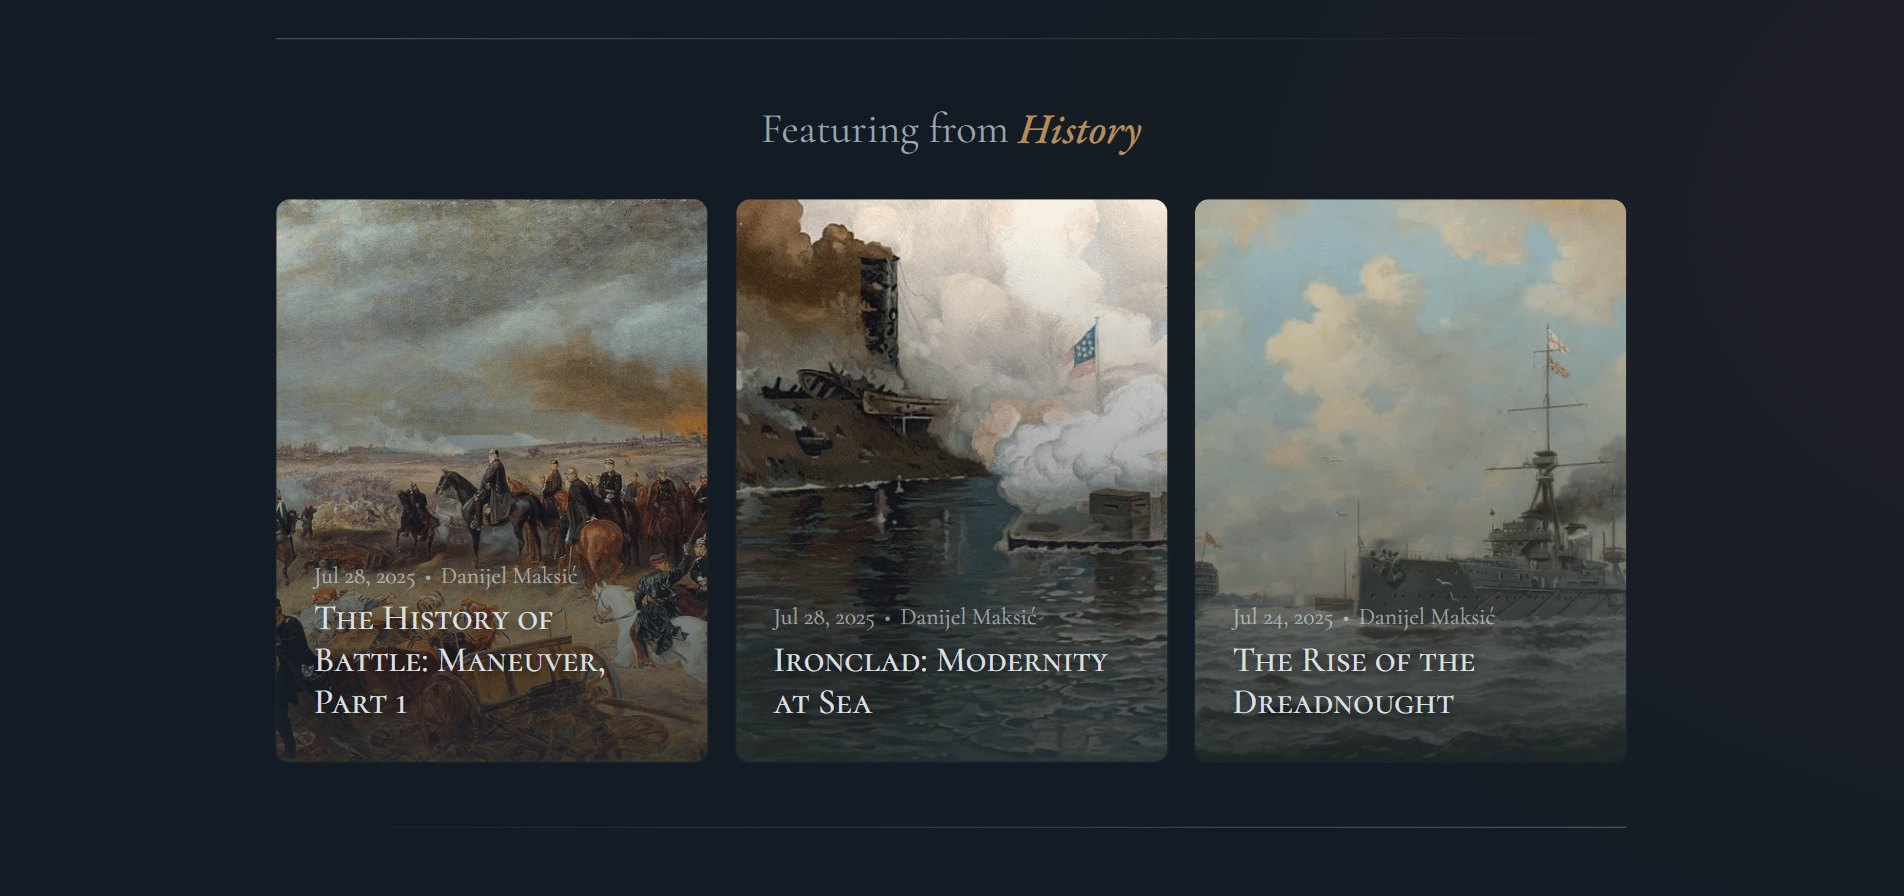 Featuring from History
Jul 28, 2025 • Danijel Maksić
The History of
Battle: Maneuver,
Part 1
Jul 28, 2025 • Danijel Maksić
Ironclad: Modernity
at Sea
Jul 24, 2025 • Danijel Maksić
The Rise of the
Dreadnought